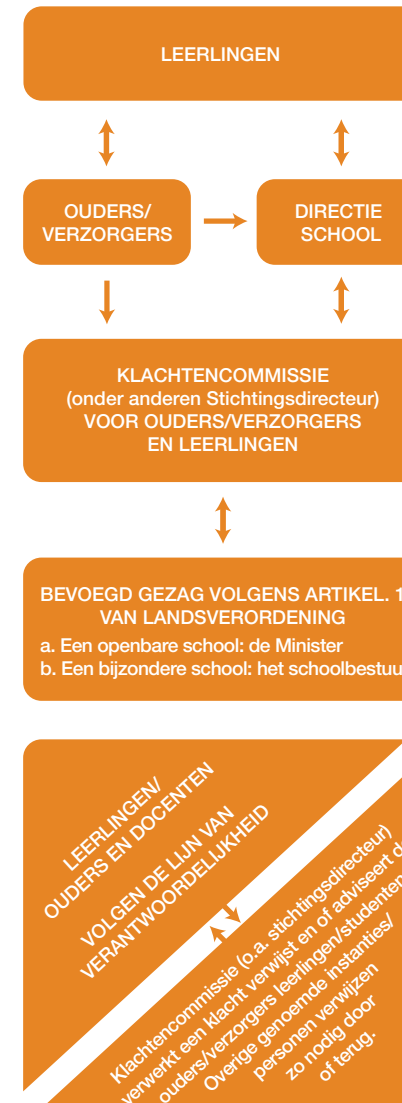 LEERLINGEN
OUDERS/
VERZORGERS
DIRECTIE
SCHOOL
KLACHTENCOMMISSIE
(onder anderen Stichtingsdirecteur)
VOOR OUDERS/VERZORGERS
EN LEERLINGEN
BEVOEGD GEZAG VOLGENS ARTIKEL. 1
VAN LANDSVERORDENING
a. Een openbare school: de Minister
b. Een bijzondere school: het schoolbestuu
LEERLINGEN/
OUDERS EN DOCENTEN
VOLGEN DE LIJN VAN
VERANTWOORDELIJKHEID
Klachtencommissie (o.a. stichtingsdirecteur)
verwerkt een klacht verwijst en of adviseert d
ouders/verzorgers leerlingen/studenten
Overige genoemde instanties/
personen verwijzen
zo nodig door
of terug.